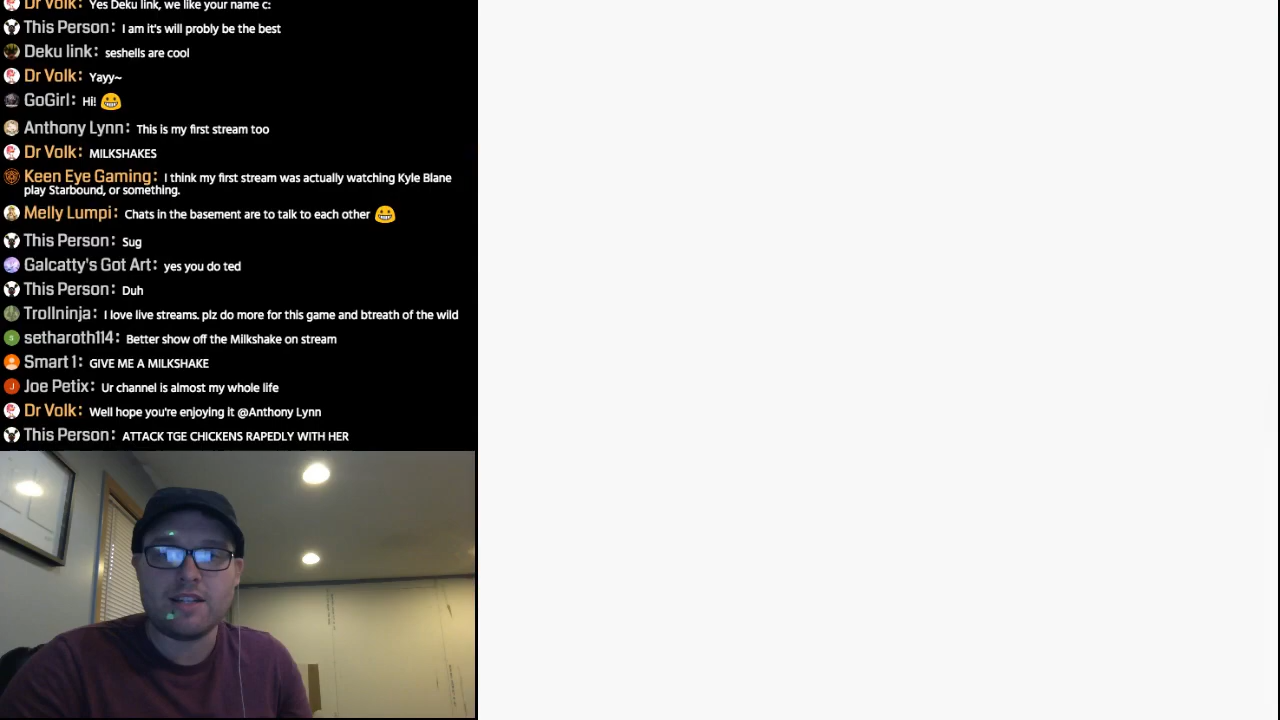 Dr Volk: Yes Deku link, we like your name c:
This Person: I am it's will probly be the best
Deku link: seshells are cool
Dr Volk: Yayy~
GoGirl: Hi! 😁
Anthony Lynn: This is my first stream too
Dr Volk: MILKSHAKES
Keen Eye Gaming: I think my first stream was actually watching Kyle Blane
play Starbound, or something.
Melly Lumpi: Chats in the basement are to talk to each other 😁
This Person: Sug
Galcatty's Got Art: yes you do ted
This Person: Duh
Trollninja: I love live streams. plz do more for this game and btreath of the wild
S setharoth114: Better show off the Milkshake on stream
Smart 1: GIVE ME A MILKSHAKE
J Joe Petix: Ur channel is almost my whole life
Dr Volk: Well hope you're enjoying it @Anthony Lynn
This Person: ATTACK TGE CHICKENS RAPEDLY WITH HER